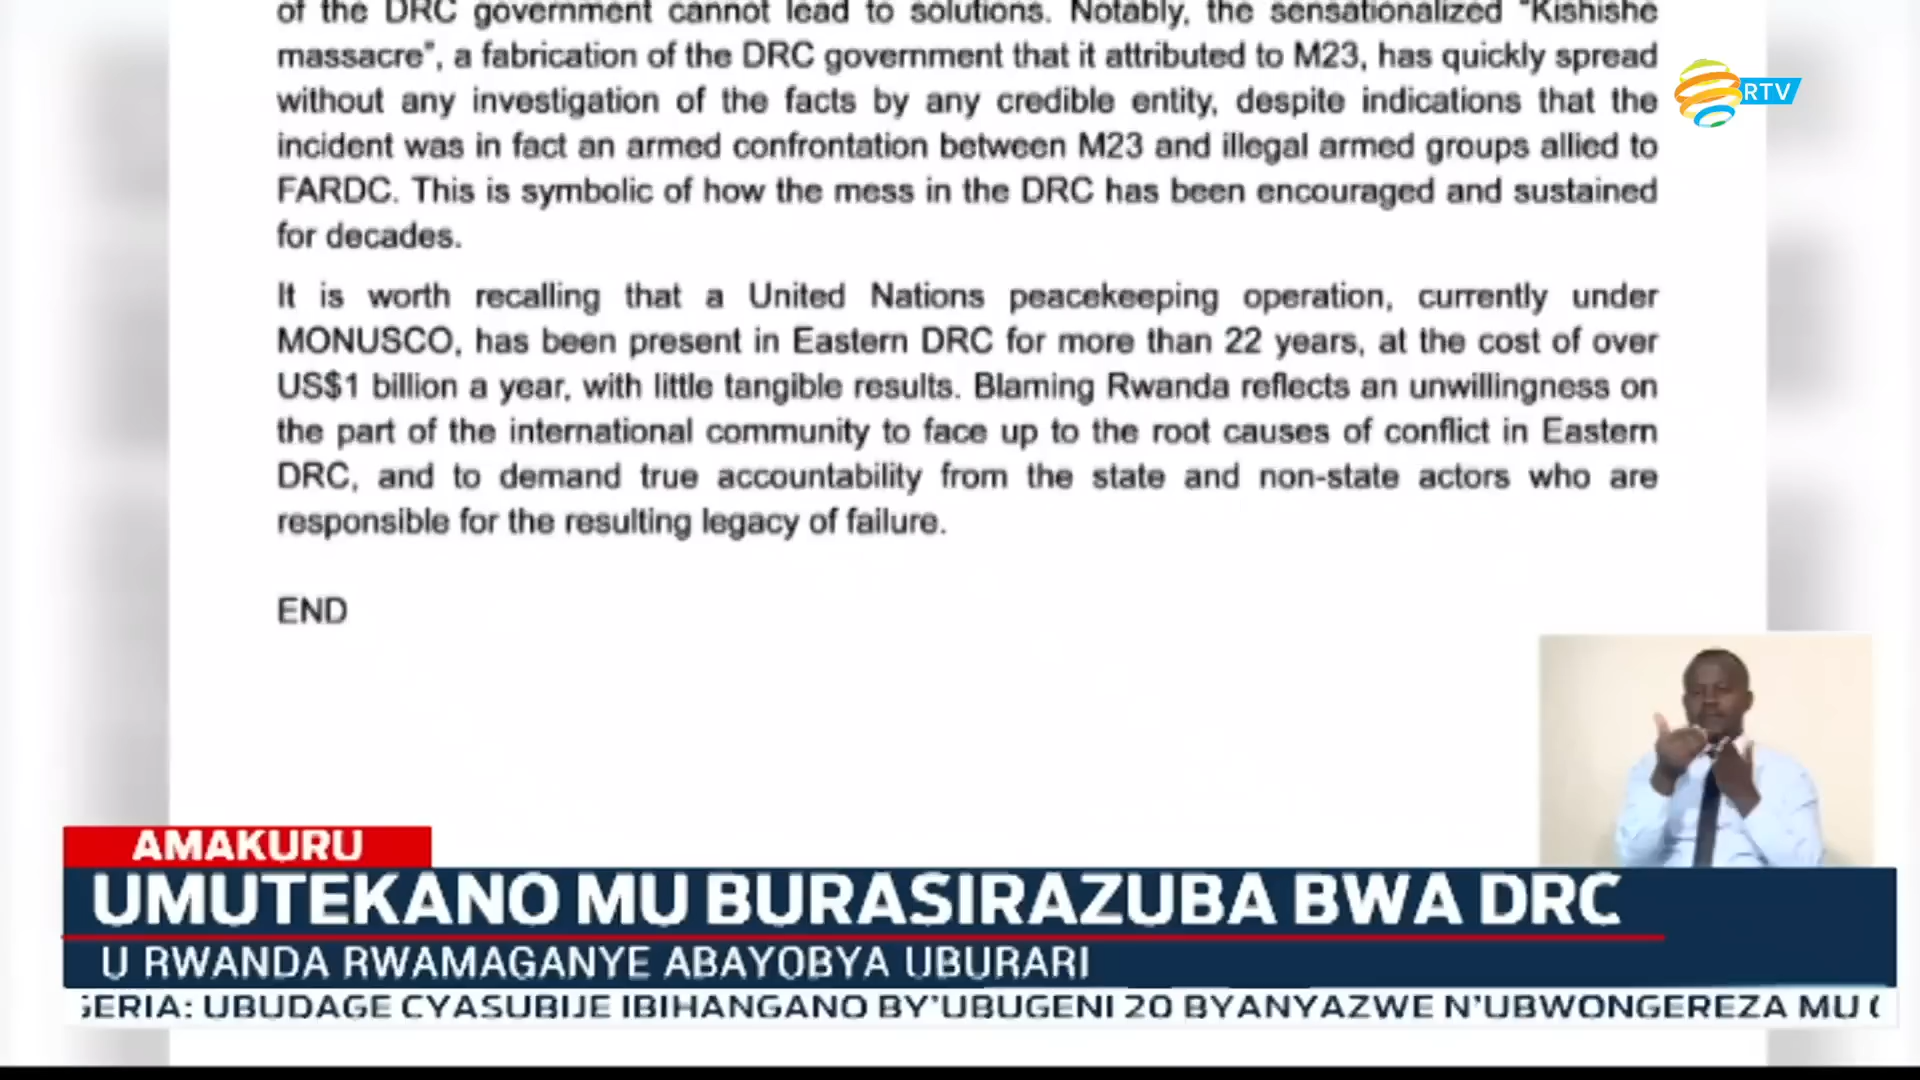 of the DRC government cannot lead to solutions. Notably, the sensationalized "Kishishe
massacre", a fabrication of the DRC government that it attributed to M23, has quickly spread
without any investigation of the facts by any credible entity, despite indications that the
incident was in fact an armed confrontation between M23 and illegal armed groups allied to
FARDC. This is symbolic of how the mess in the DRC has been encouraged and sustained
for decades.
It is worth recalling that a United Nations peacekeeping operation, currently under
MONUSCO, has been present in Eastern DRC for more than 22 years, at the cost of over
US$1 billion a year, with little tangible results. Blaming Rwanda reflects an unwillingness on
the part of the international community to face up to the root causes of conflict in Eastern
DRC, and to demand true accountability from the state and non-state actors who are
responsible for the resulting legacy of failure.
END
RTV
AMAKURU
UMUTEKANO MU BURASIRAZUBA BWA DRC
U RWANDA RWAMAGANYE ABAYOBYA UBURARI
GERIA: UBUDAGE CYASUBIJE IBIHANGANO BY'UBUGENI 20 BYANYAZWE N'UBWONGEREZA MU